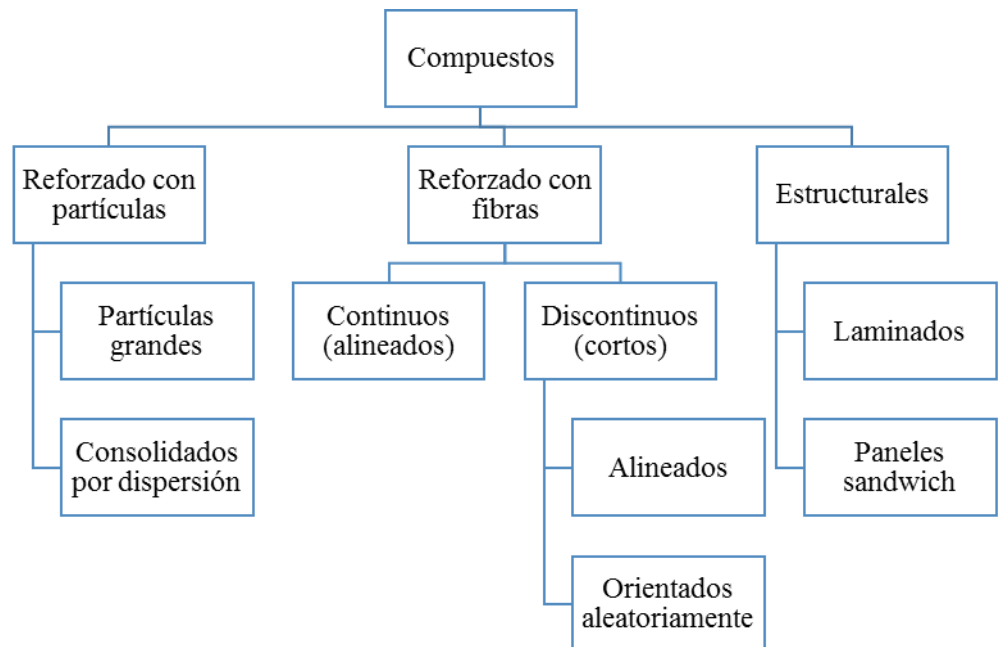 Compuestos
Reforzado con
partículas
Reforzado con
fibras
Estructurales
Partículas
grandes
Continuos
(alineados)
Discontinuos
(cortos)
Laminados
Consolidados
por dispersión
Alineados
Paneles
sandwich
Orientados
aleatoriamente